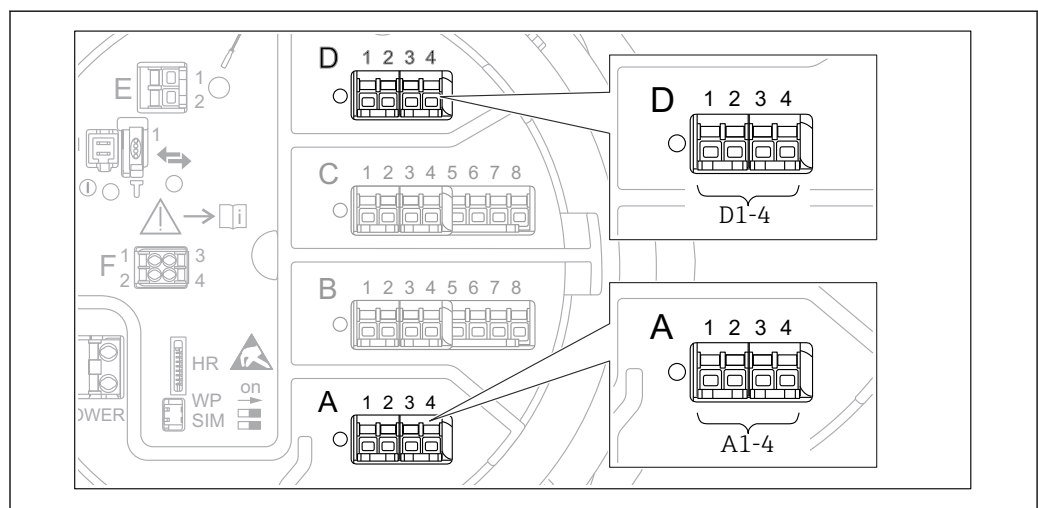 D 1 2 3 4
E 1
2
D 1 2 3 4
D1-4
1
C 1 2 3 4 5 6 7 8
i
F 1 3
2 4
B 1 2 3 4 5 6 7 8
A 1 2 3 4
A1-4
HR
WP on
SIM
OWER
A 1 2 3 4